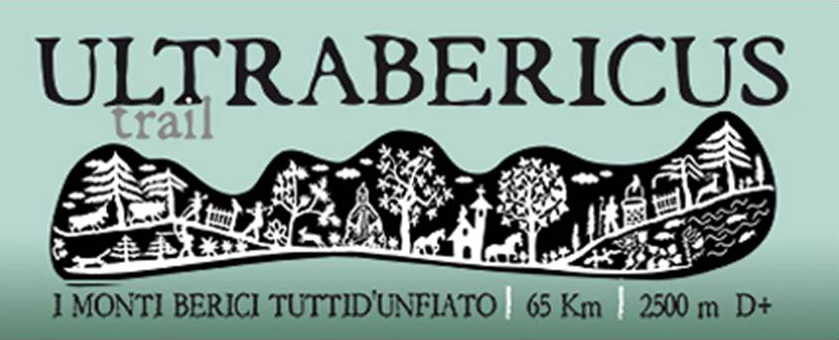 ULTRABERICUS
trail
I MONTI BERICI TUTTID'UNFIATO | 65 Km | 2500 m D+